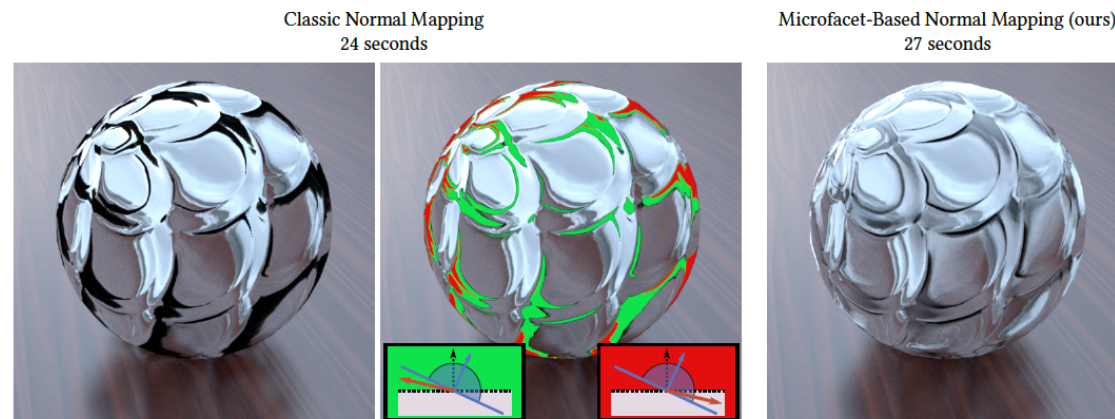 Classic Normal Mapping
24 seconds
Microfacet-Based Normal Mapping (ours)
27 seconds